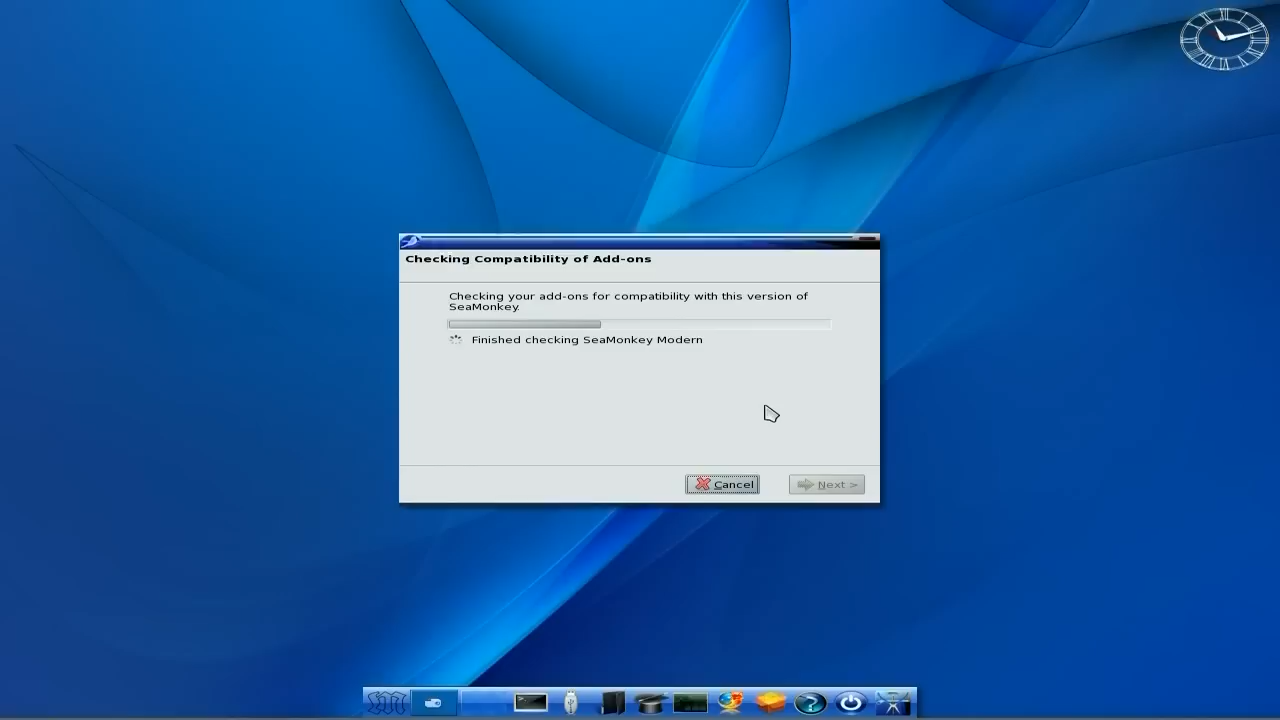 Checking Compatibility of Add-ons
Checking your add-ons for compatibility with this version of
SeaMonkey.
Finished checking SeaMonkey Modern
Cancel
Next >